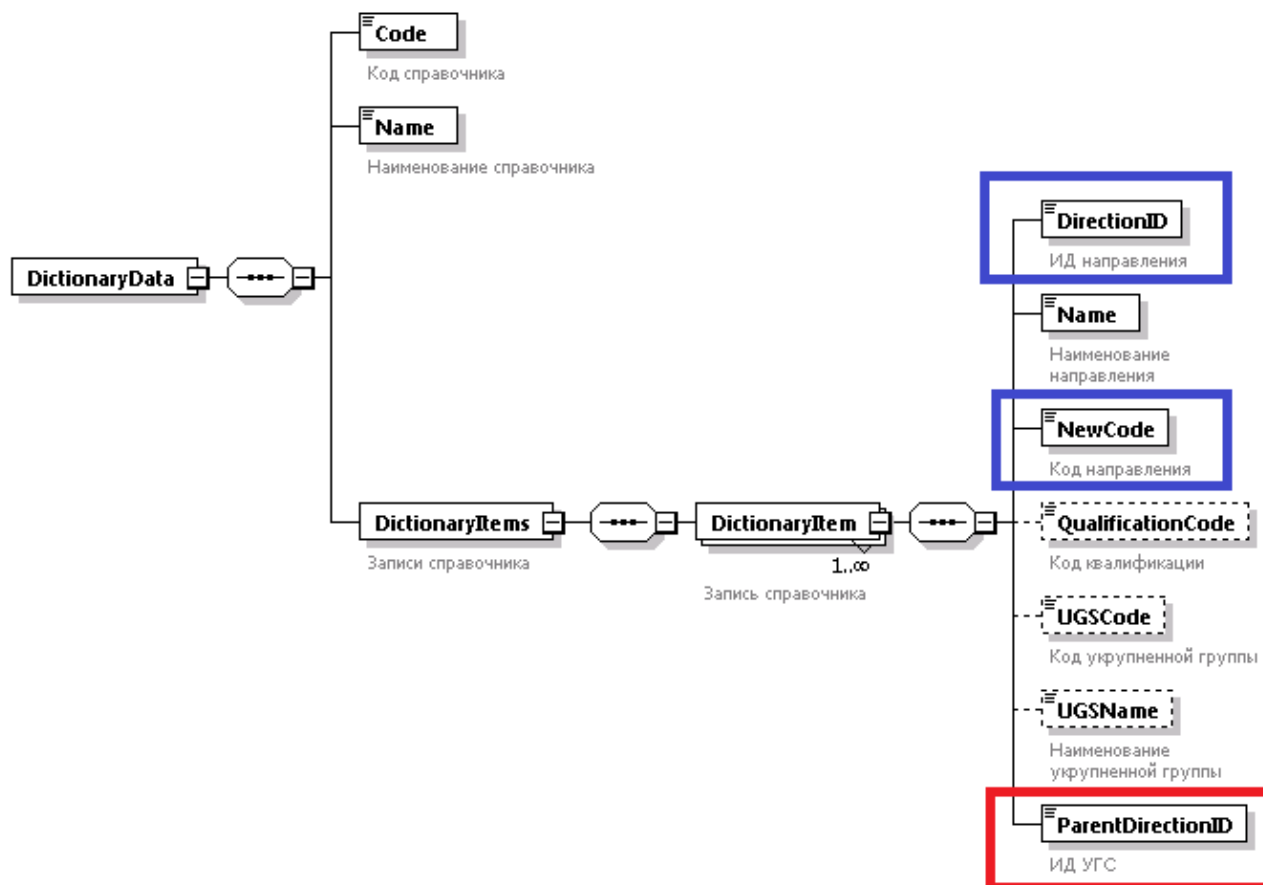 Code
Код справочника
Name
Наименование справочника
DictionaryData
DictionaryItems
Записи справочника
DictionaryItem
1..∞
Запись справочника
DirectionID
ИД направления
Name
Наименование
направления
NewCode
Код направления
QualificationCode
Код квалификации
UGSCode
Код укрупненной группы
UGSName
Наименование
укрупненной группы
ParentDirectionID
ИД УГС